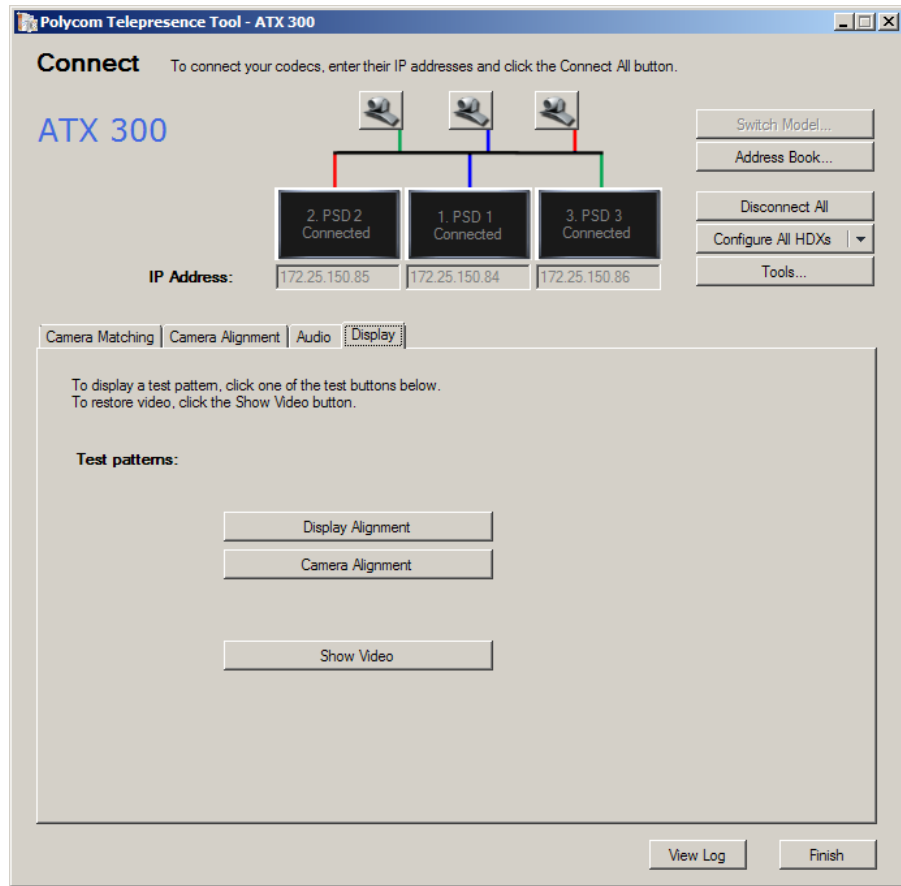 Polycom Telepresence Tool - ATX 300
Connect To connect your codecs, enter their IP addresses and click the Connect All button.
ATX 300
Switch Model...
Address Book...
2. PSD 2
Connected
1. PSD 1
Connected
3. PSD 3
Connected
Disconnect All
Configure All HDXs
Tools...
IP Address: 172.25.150.85 172.25.150.84 172.25.150.86
Camera Matching Camera Alignment Audio Display
To display a test pattern, click one of the test buttons below.
To restore video, click the Show Video button.
Test patterns:
Display Alignment
Camera Alignment
Show Video
View Log Finish